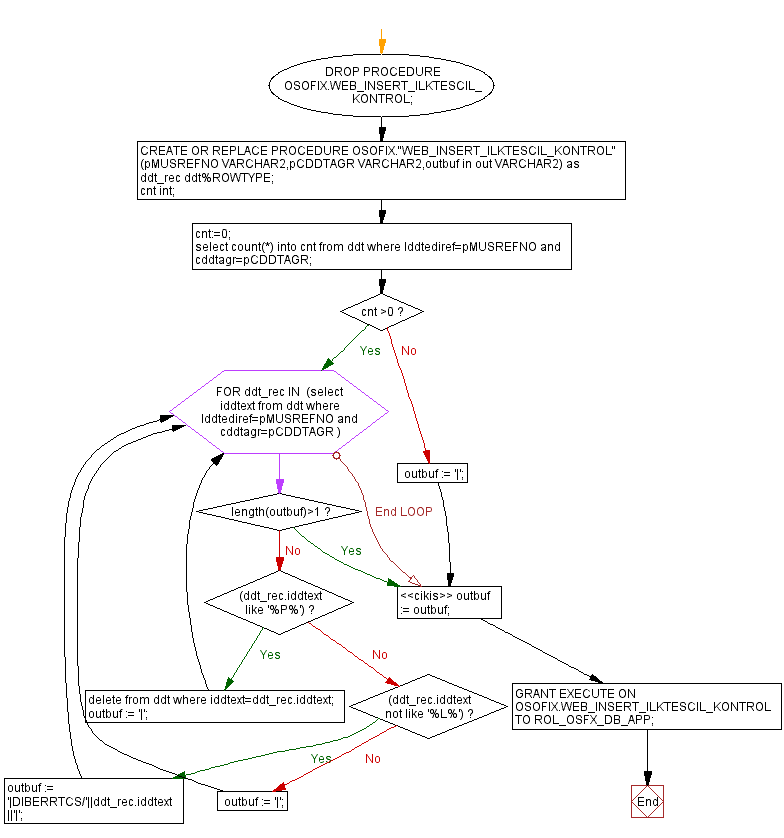 DROP PROCEDURE
OSOFIX.WEB_INSERT_ILKTESCIL_
KONTROL;
CREATE OR REPLACE PROCEDURE OSOFIX."WEB_INSERT_ILKTESCIL_KONTROL"
(pMUSREFNO VARCHAR2,pCDDTAGR VARCHAR2,outbuf in out VARCHAR2) as
ddt_rec ddt%ROWTYPE;
cnt int;
cnt:=0;
select count(*) into cnt from ddt where lddtediref=pMUSREFNO and
cddtagr=pCDDTAGR;
cnt >0 ?
Yes
No
FOR ddt_rec IN (select
iddtext from ddt where
lddtediref=pMUSREFNO and
cddtagr=pCDDTAGR )
outbuf := '|';
length(outbuf)>1 ?
End LOOP
No
Yes
(ddt_rec.iddtext
like '%P%') ?
<<cikis>> outbuf
:= outbuf;
Yes
No
delete from ddt where iddtext=ddt_rec.iddtext;
outbuf := '|';
(ddt_rec.iddtext
not like '%L%') ?
GRANT EXECUTE ON
OSOFIX.WEB_INSERT_ILKTESCIL_KONTROL
TO ROL_OSFX_DB_APP;
Yes
No
outbuf :=
'|DIBERRTCS/'||ddt_rec.iddtext
||'|';
outbuf := '|';
End